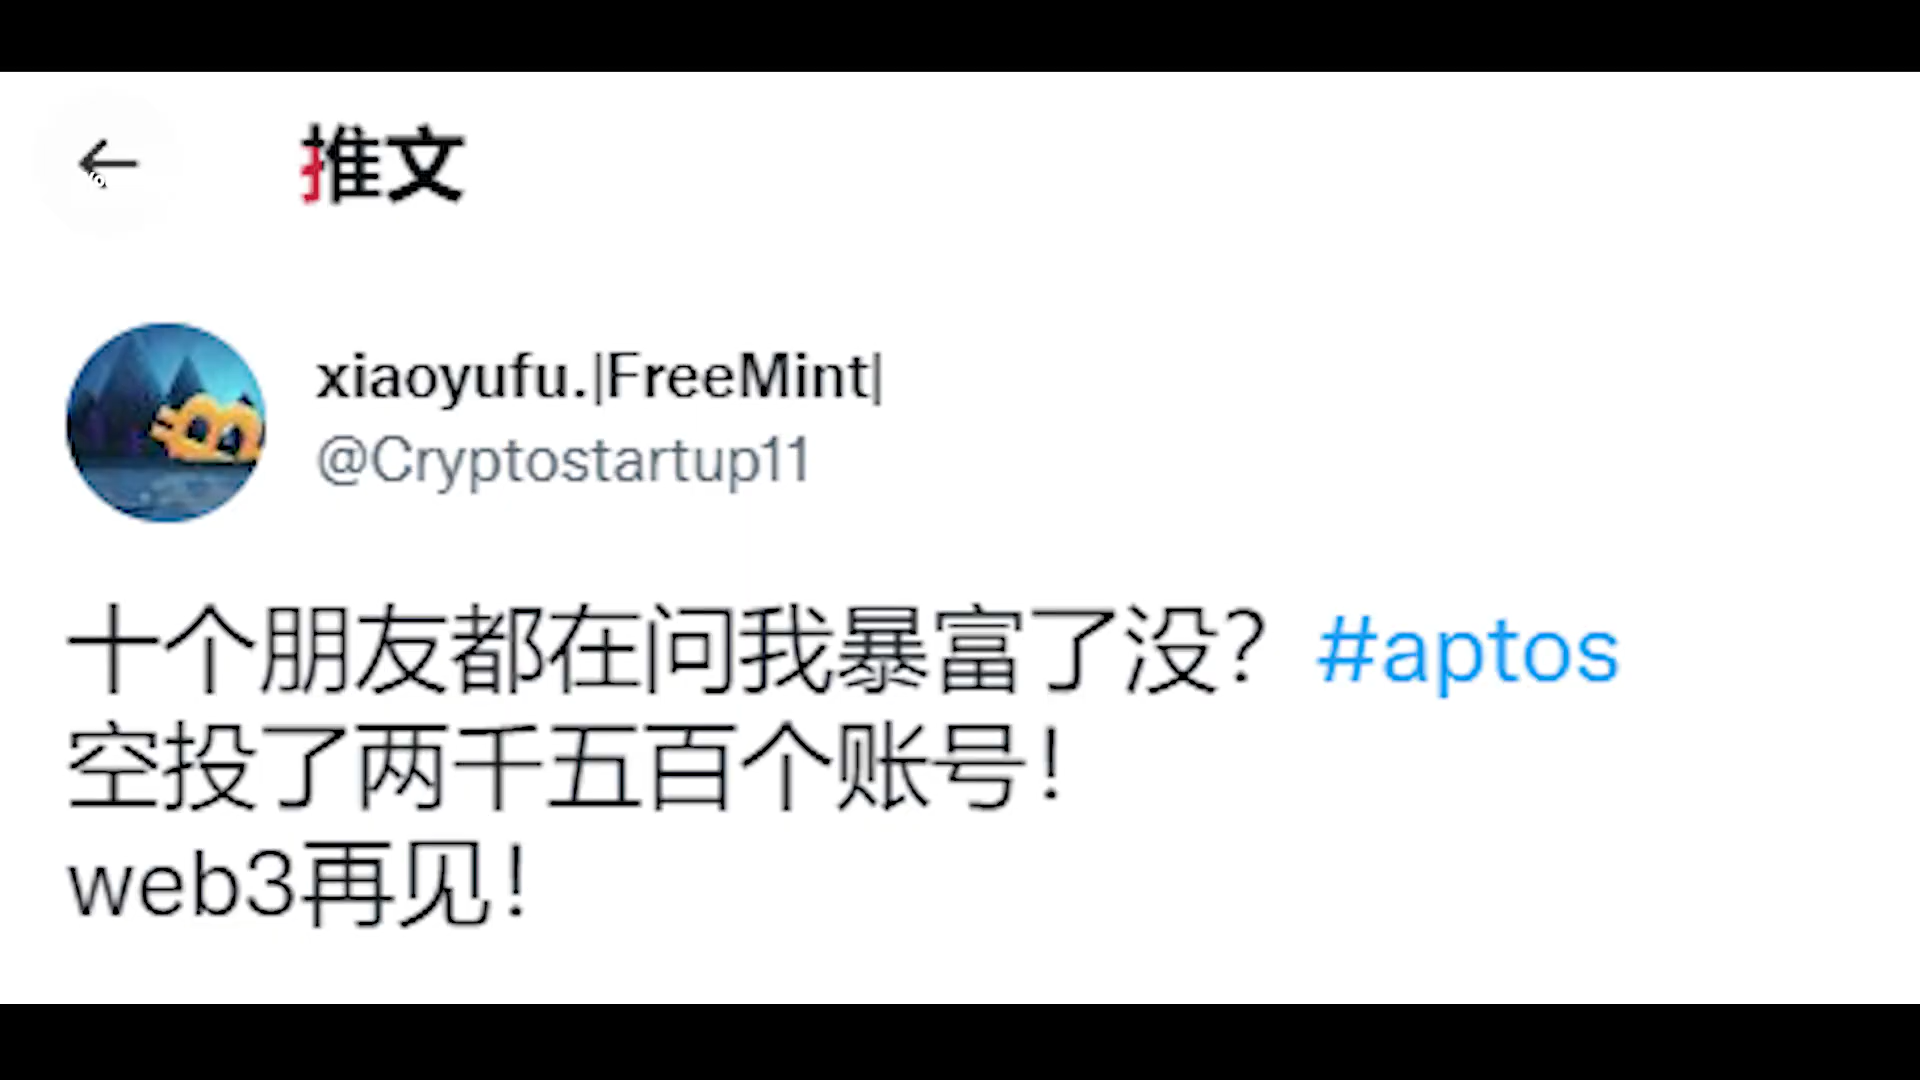 推文
xiaoyufu.|FreeMint|
@Cryptostartup11
十个朋友都在问我暴富了没？ #aptos
空投了两千五百个账号！
web3再见！